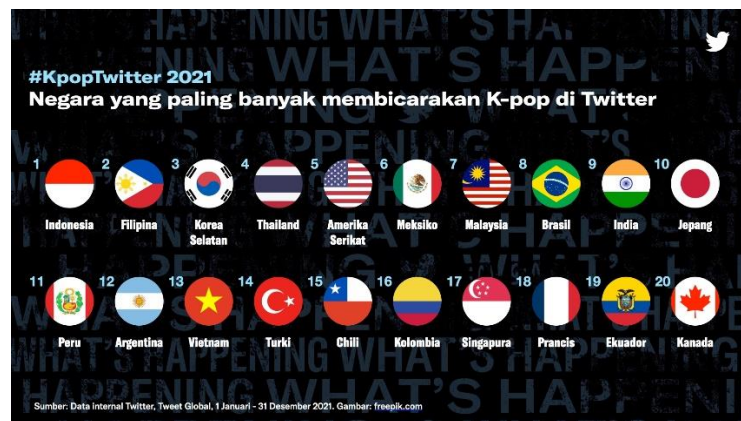 #KpopTwitter 2021
Negara yang paling banyak membicarakan K-pop di Twitter
1 2 3 4 5 6 7 8 9 10
Indonesia Filipina Korea Selatan Thailand Amerika Serikat Meksiko Malaysia Brasil India Jepang
11 12 13 14 15 16 17 18 19 20
Peru Argentina Vietnam Turki Chili Kolombia Singapura Prancis Ekuador Kanada
Sumber: Data internal Twitter, Tweet Global, 1 Januari - 31 Desember 2021. Gambar: freepik.com